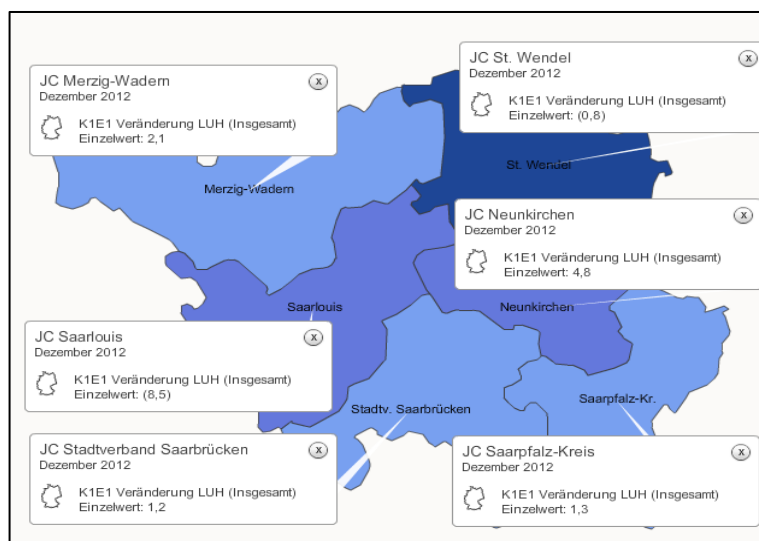 JC Merzig-Wadern
Dezember 2012
K1E1 Veränderung LUH (Insgesamt)
Einzelwert: 2,1
JC St. Wendel
Dezember 2012
K1E1 Veränderung LUH (Insgesamt)
Einzelwert: (0,8)
Merzig-Wadern
St. Wendel
JC Neunkirchen
Dezember 2012
K1E1 Veränderung LUH (Insgesamt)
Einzelwert: 4,8
Saarlouis
Neunkirchen
JC Saarlouis
Dezember 2012
K1E1 Veränderung LUH (Insgesamt)
Einzelwert: (8,5)
Stadtv. Saarbrücken
Saarpfalz-Kr.
JC Stadtverband Saarbrücken
Dezember 2012
K1E1 Veränderung LUH (Insgesamt)
Einzelwert: 1,2
JC Saarpfalz-Kreis
Dezember 2012
K1E1 Veränderung LUH (Insgesamt)
Einzelwert: 1,3